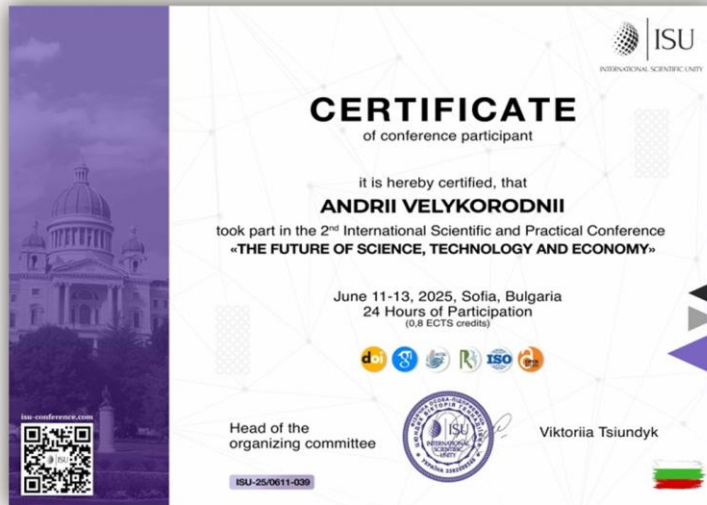 ISU
INTERNATIONAL SCIENTIFIC UNITY
CERTIFICATE
of conference participant
it is hereby certified, that
ANDRII VELYKORODNII
took part in the 2nd International Scientific and Practical Conference
«THE FUTURE OF SCIENCE, TECHNOLOGY AND ECONOMY»
June 11-13, 2025, Sofia, Bulgaria
24 Hours of Participation
(0,8 ECTS credits)
doi
ISO
isu-conference.com
ISU
Head of the
organizing committee
ISU
INTERNATIONAL
SCIENTIFIC
UNITY
Viktoriia Tsiundyk
ISU-25/0611-039